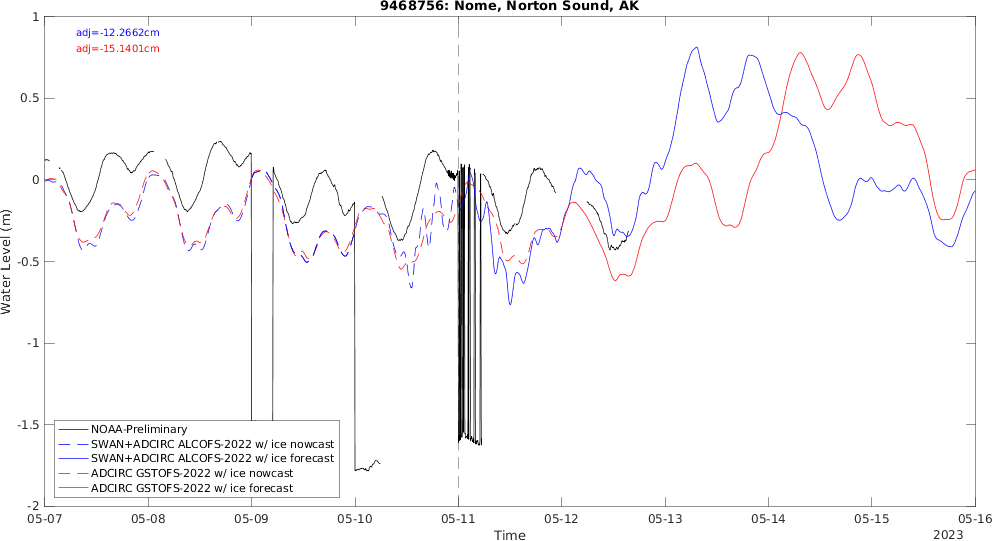 9468756: Nome, Norton Sound, AK
adj=-12.2662cm
adj=-15.1401cm
1
0.5
0
-0.5
-1
-1.5
-2
Water Level (m)
NOAA-Preliminary
SWAN+ADCIRC ALCOFS-2022 w/ ice nowcast
SWAN+ADCIRC ALCOFS-2022 w/ ice forecast
ADCIRC GSTOFS-2022 w/ ice nowcast
ADCIRC GSTOFS-2022 w/ ice forecast
05-07 05-08 05-09 05-10 05-11 05-12 05-13 05-14 05-15 05-16
Time
2023